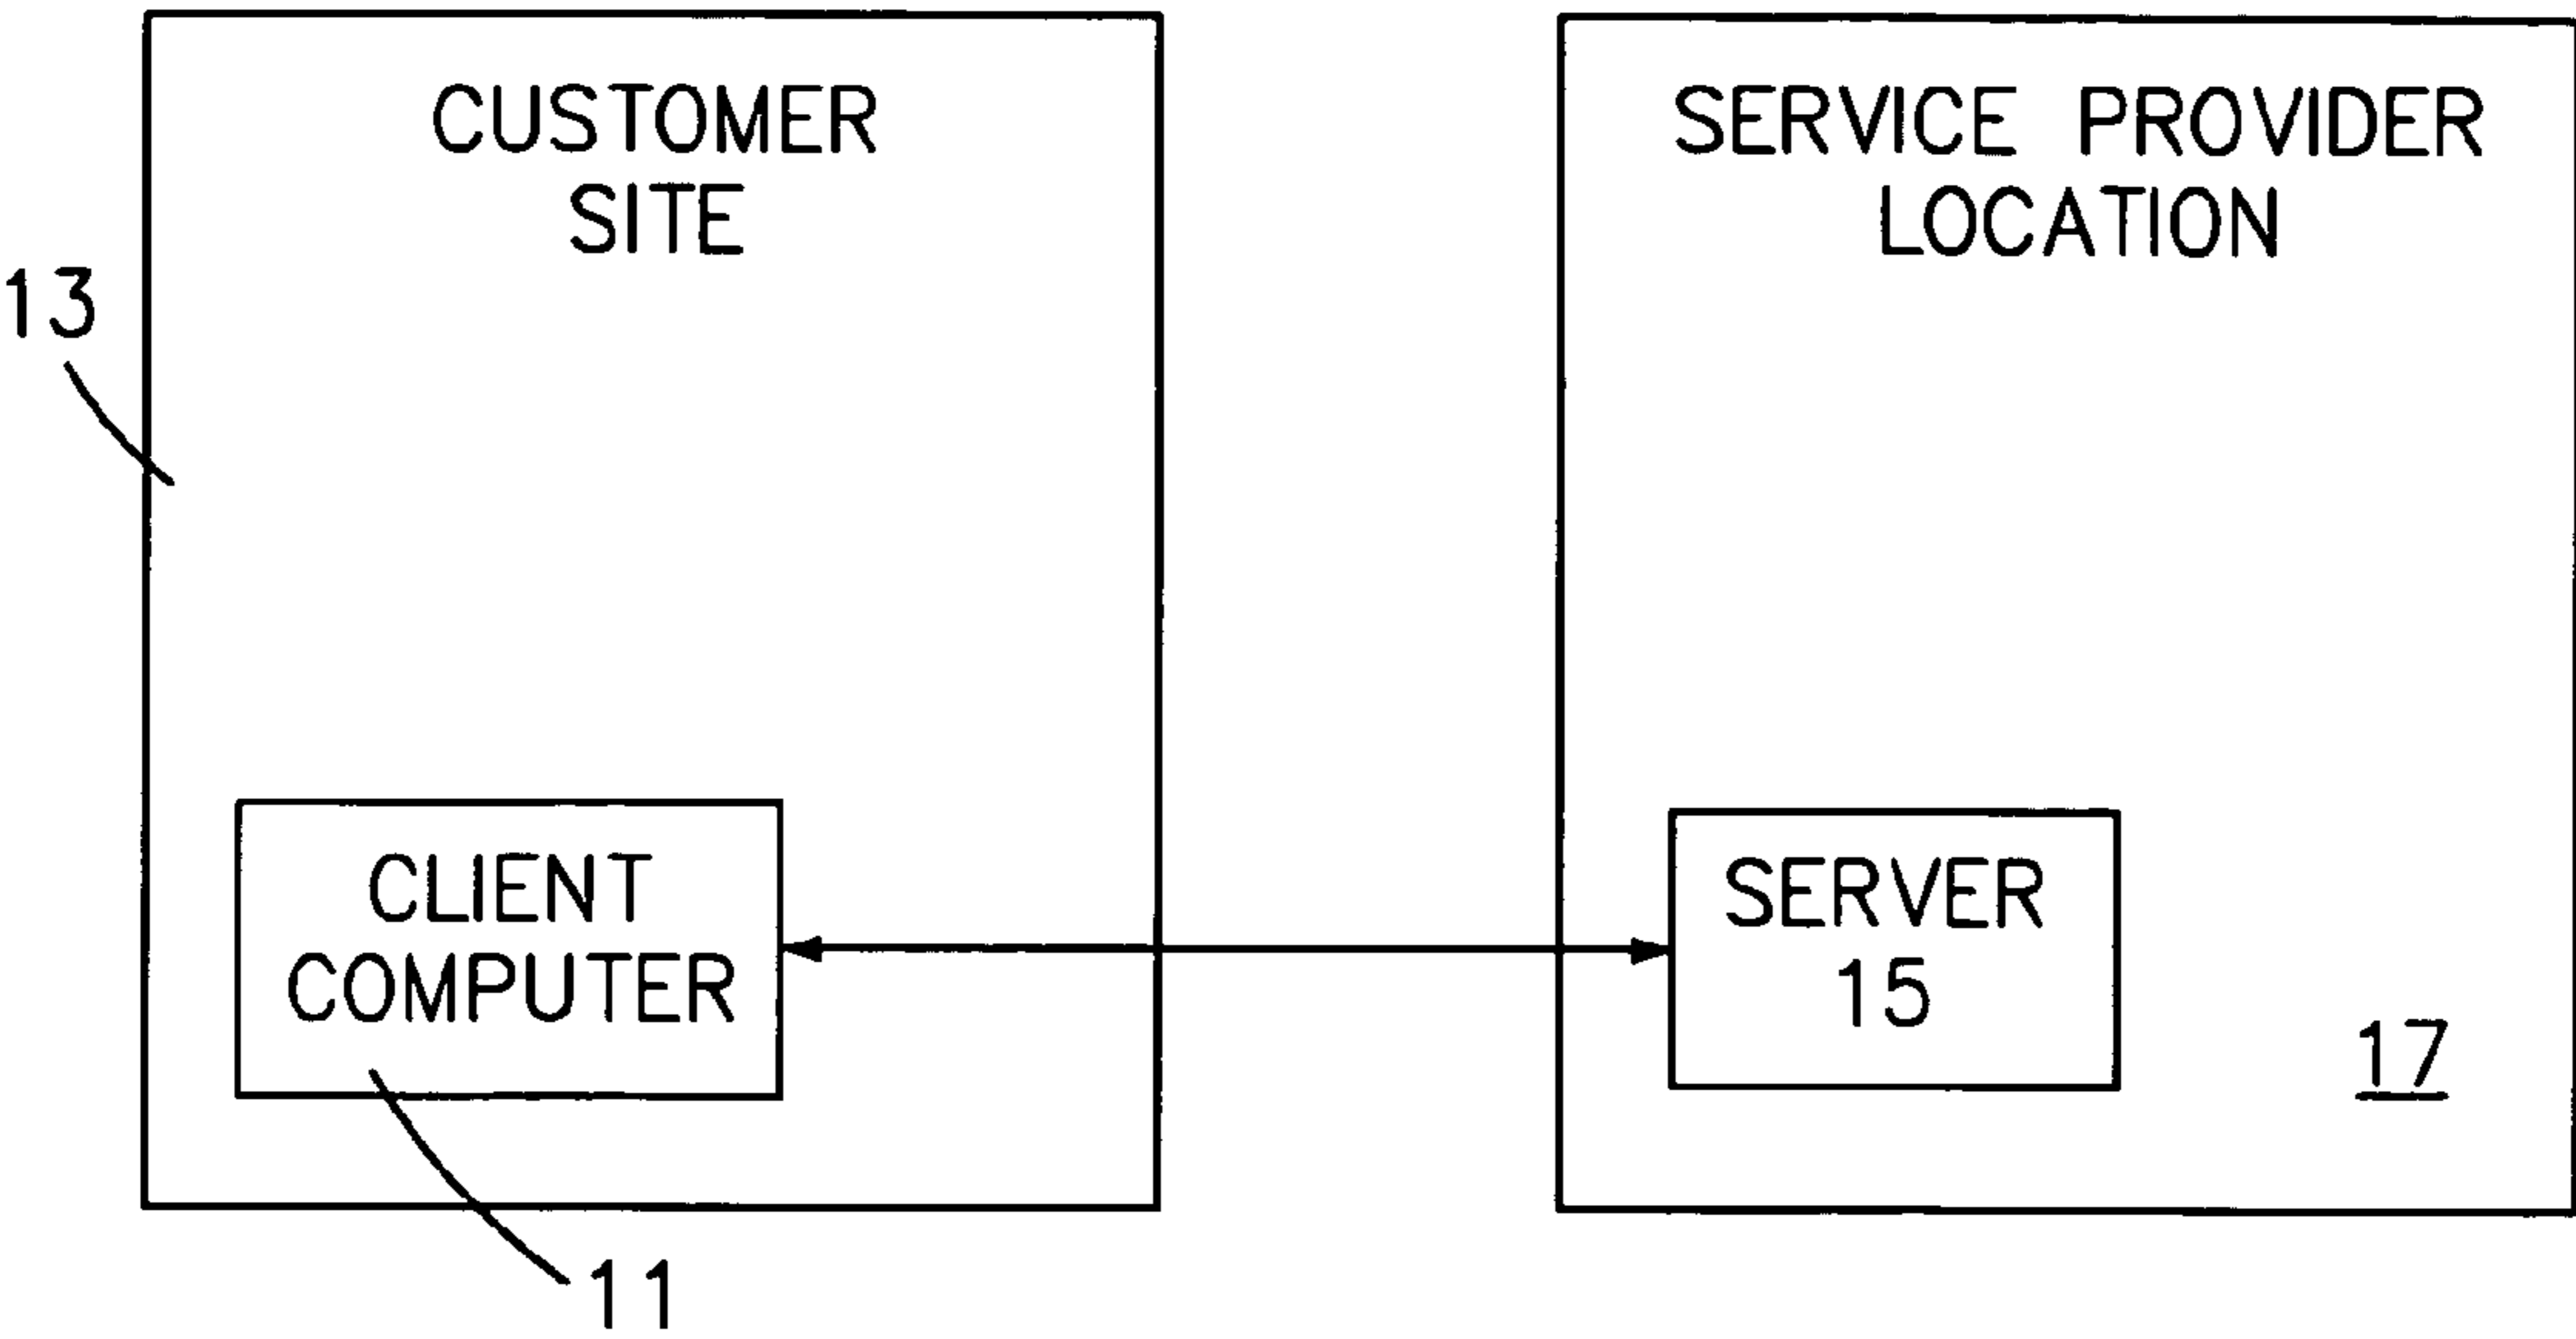 CUSTOMER
SITE
13
CLIENT
COMPUTER
11
SERVICE PROVIDER
LOCATION
SERVER
15
17